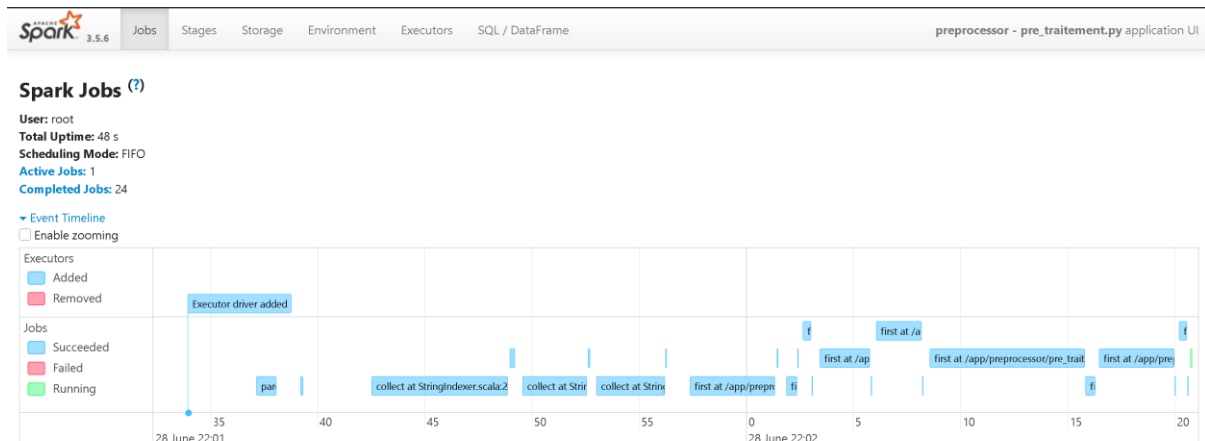 APACHE Spark 3.5.6 Jobs Stages Storage Environment Executors SQL / DataFrame preprocessor - pre_traitement.py application UI
Spark Jobs (?)
User: root
Total Uptime: 48 s
Scheduling Mode: FIFO
Active Jobs: 1
Completed Jobs: 24
Event Timeline
Enable zooming
Executors
Added
Removed
Executor driver added
Jobs
Succeeded
Failed
Running
f first at /a f
first at /ap first at /app/preprocessor/pre_trait first at /app/prep
par collect at StringIndexer.scala:2 collect at Strin collect at String first at /app/prepro fi fi
35 40 45 50 55 0 5 10 15 20
28 June 22:01 28 June 22:02